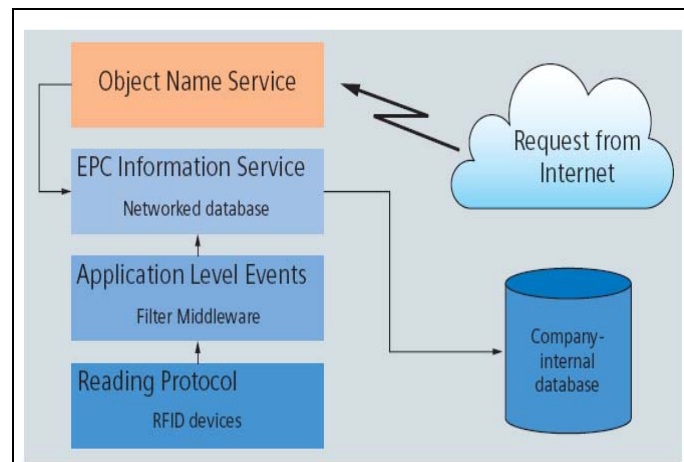 Object Name Service
EPC Information Service
Networked database
Application Level Events
Filter Middleware
Reading Protocol
RFID devices
Request from
Internet
Company-
internal
database